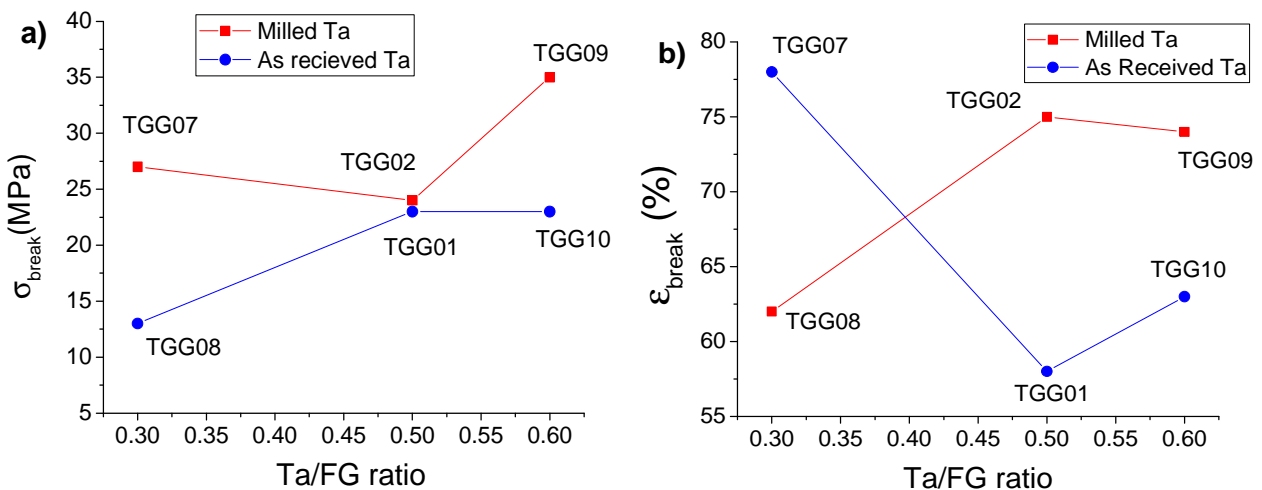 a)
Milled Ta
As recieved Ta
TGG07
TGG02
TGG09
TGG08
TGG01
TGG10
40
35
30
25
20
15
10
5
σbreak(MPa)
0.30 0.35 0.40 0.45 0.50 0.55 0.60
Ta/FG ratio
b)
Milled Ta
As Received Ta
TGG07
TGG02
TGG09
TGG08
TGG10
TGG01
80
75
70
65
60
55
εbreak (%)
0.30 0.35 0.40 0.45 0.50 0.55 0.60
Ta/FG ratio